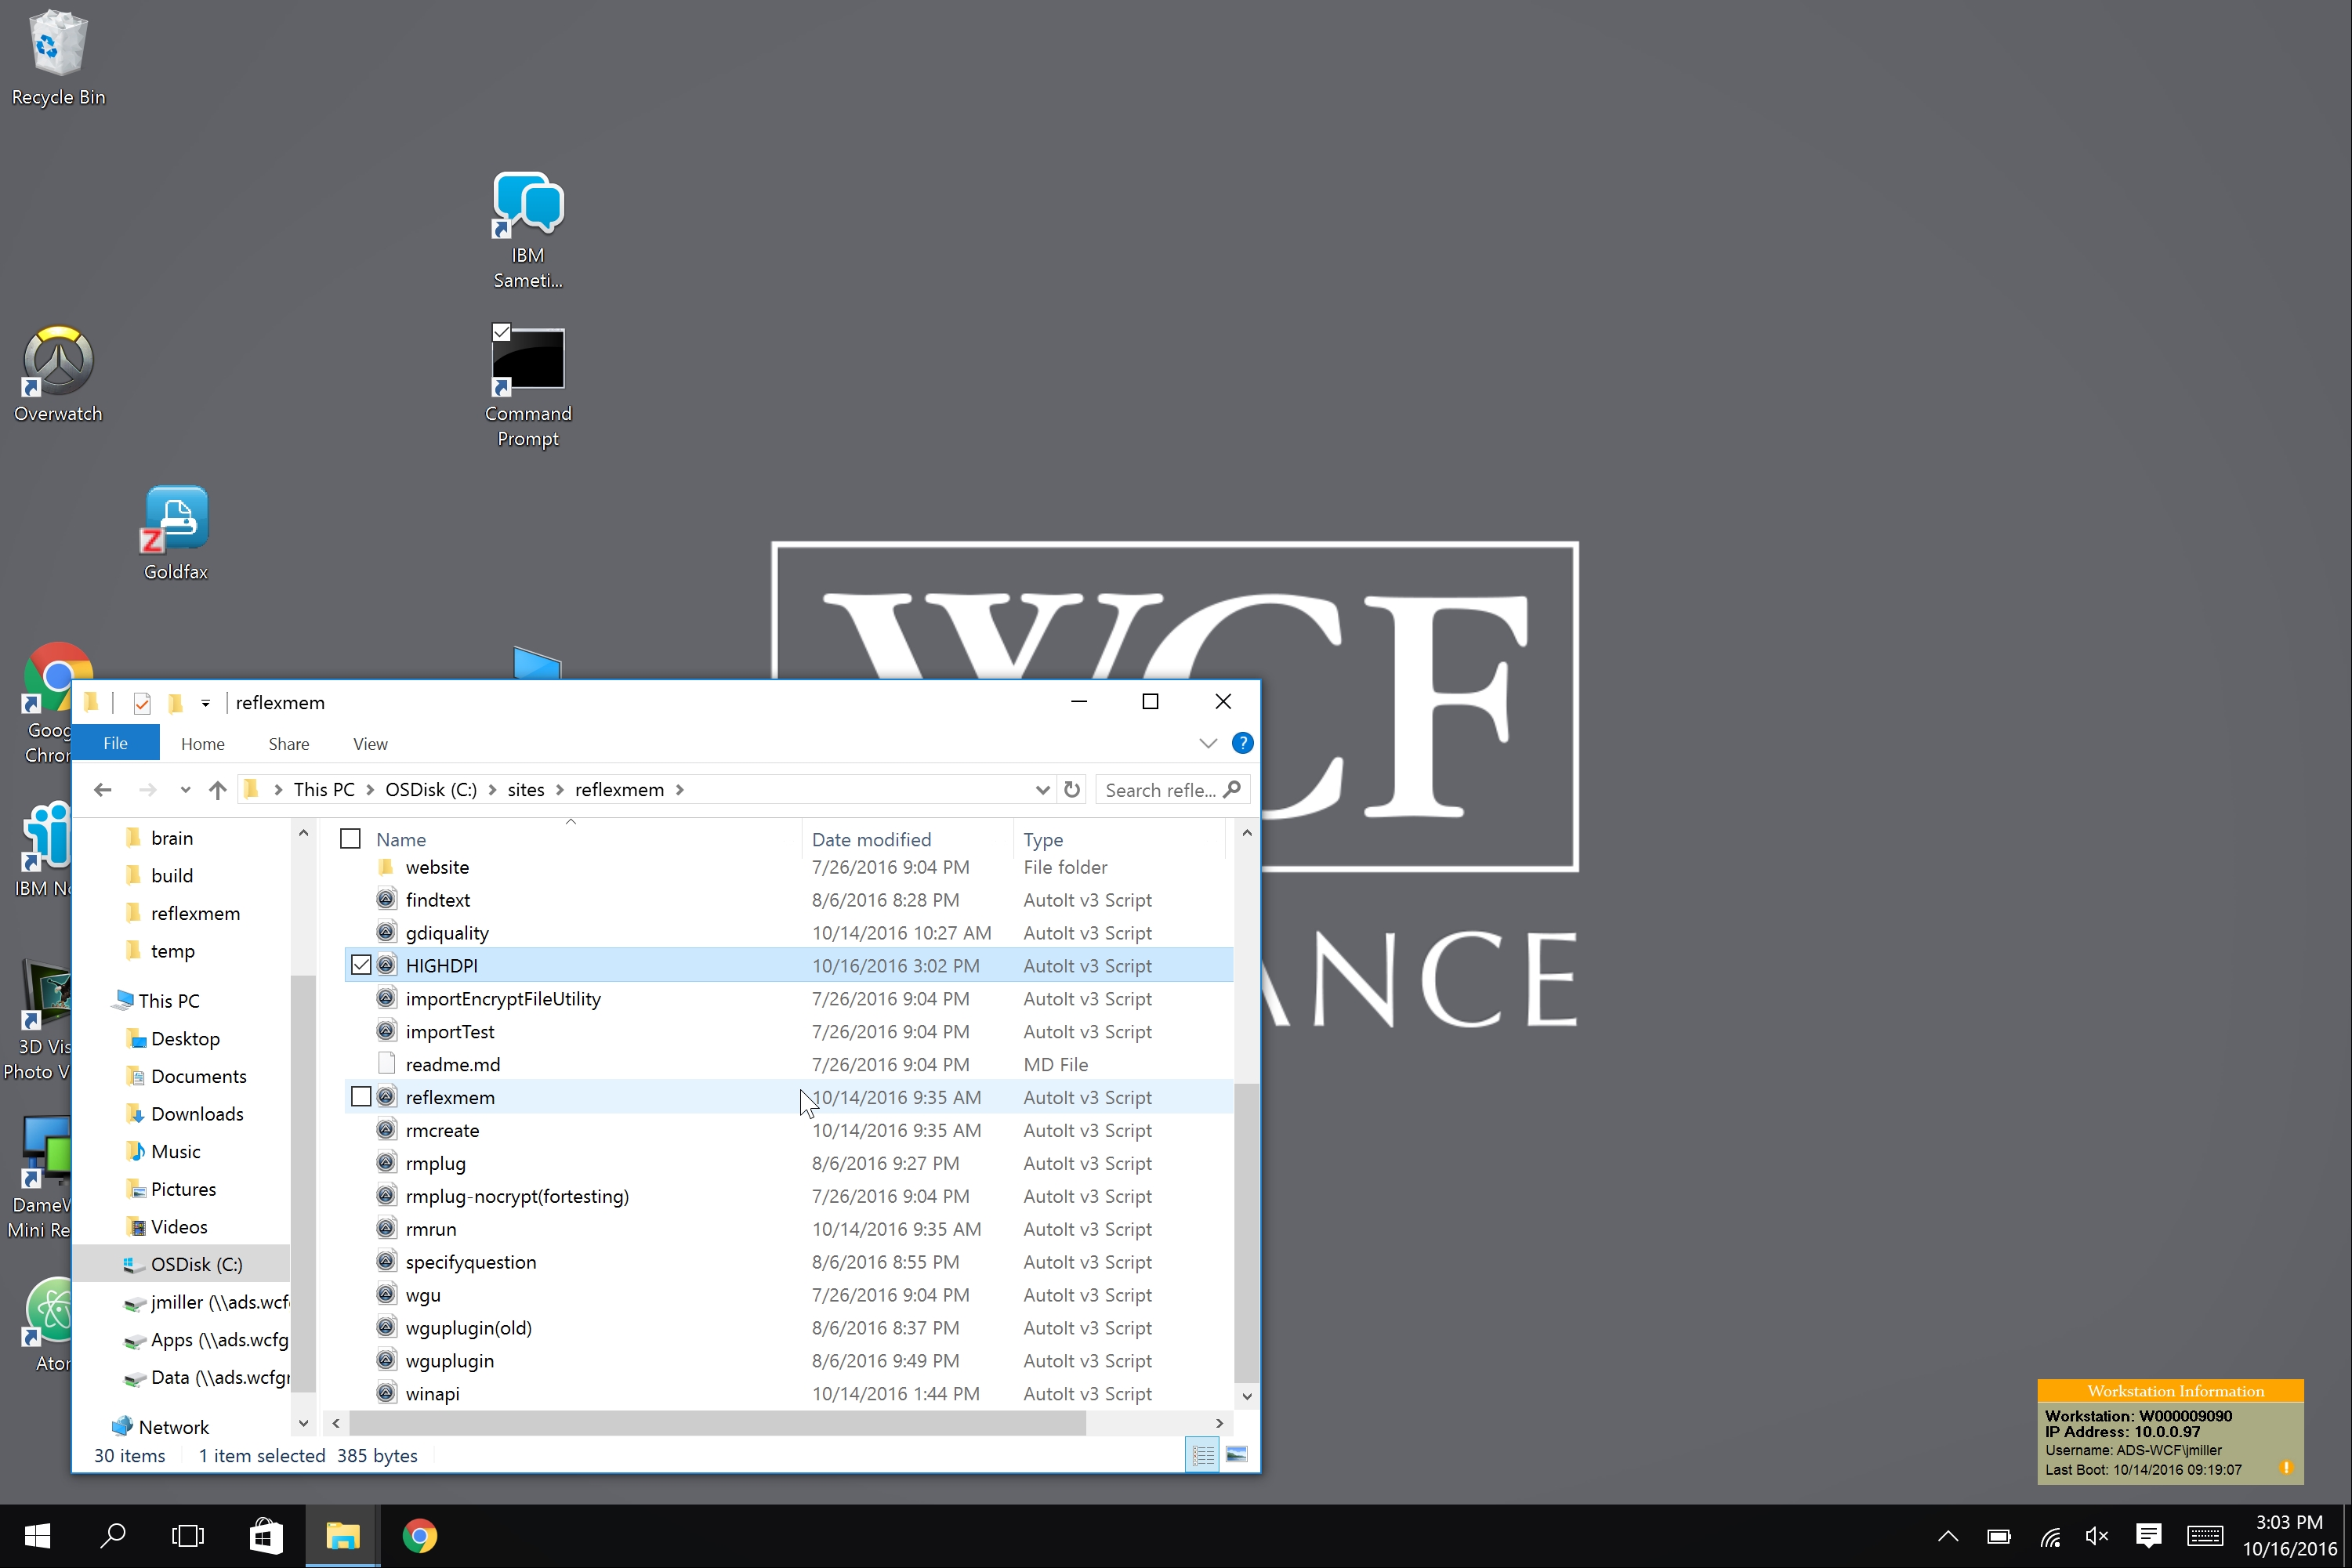 Recycle Bin
IBM
Sameti...
Overwatch
Command
Prompt
Z
Goldfax
WCF
ANCE
Goog
Chron
IBM No
3D Vis
Photo V
DameW
Mini Re
Ator
reflexmem
File
Home
Share
View
?
This PC
OSDisk (C:)
sites
reflexmem
Search refle...
brain
build
reflexmem
temp
This PC
Desktop
Documents
Downloads
Music
Pictures
Videos
OSDisk (C:)
jmiller (\\ads.wcf
Apps (\\ads.wcfg
Data (\\ads.wcfgr
Network
Name Date modified Type
website 7/26/2016 9:04 PM File folder
findtext 8/6/2016 8:28 PM AutoIt v3 Script
gdiquality 10/14/2016 10:27 AM AutoIt v3 Script
HIGHDPI 10/16/2016 3:02 PM AutoIt v3 Script
importEncryptFileUtility 7/26/2016 9:04 PM AutoIt v3 Script
importTest 7/26/2016 9:04 PM AutoIt v3 Script
readme.md 7/26/2016 9:04 PM MD File
reflexmem 10/14/2016 9:35 AM AutoIt v3 Script
rmcreate 10/14/2016 9:35 AM AutoIt v3 Script
rmplug 8/6/2016 9:27 PM AutoIt v3 Script
rmplug-nocrypt(fortesting) 7/26/2016 9:04 PM AutoIt v3 Script
rmrun 10/14/2016 9:35 AM AutoIt v3 Script
specifyquestion 8/6/2016 8:55 PM AutoIt v3 Script
wgu 7/26/2016 9:04 PM AutoIt v3 Script
wguplugin(old) 8/6/2016 8:37 PM AutoIt v3 Script
wguplugin 8/6/2016 9:49 PM AutoIt v3 Script
winapi 10/14/2016 1:44 PM AutoIt v3 Script
30 items 1 item selected 385 bytes
Workstation Information
Workstation: W000009090
IP Address: 10.0.0.97
Username: ADS-WCF\jmiller
Last Boot: 10/14/2016 09:19:07
3:03 PM
10/16/2016